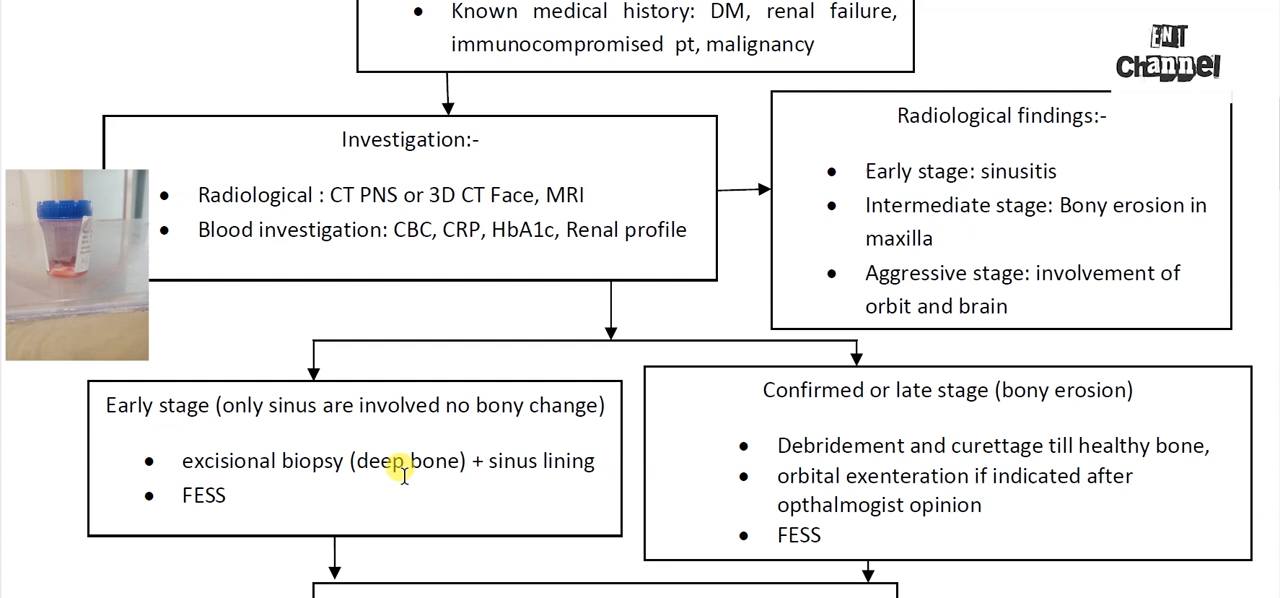 • Known medical history: DM, renal failure,
immunocompromised pt, malignancy
ENT
Channel
Investigation:-
• Radiological : CT PNS or 3D CT Face, MRI
• Blood investigation: CBC, CRP, HbA1c, Renal profile
Radiological findings:-
• Early stage: sinusitis
• Intermediate stage: Bony erosion in
maxilla
• Aggressive stage: involvement of
orbit and brain
Early stage (only sinus are involved no bony change)
• excisional biopsy (deep bone) + sinus lining
• FESS
Confirmed or late stage (bony erosion)
• Debridement and curettage till healthy bone,
• orbital exenteration if indicated after
opthalmogist opinion
• FESS